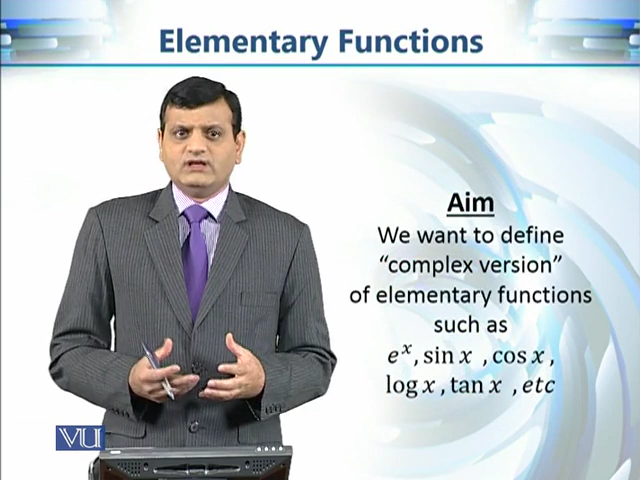 Elementary Functions
Aim
We want to define
“complex version”
of elementary functions
such as
eˣ, sin x , cos x ,
log x , tan x , etc
VU